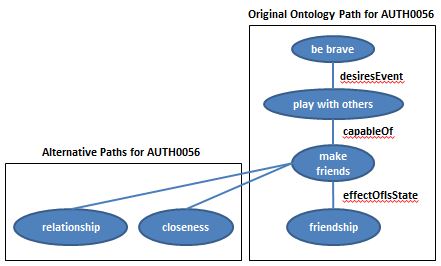 Original Ontology Path for AUTH0056
be brave
desiresEvent
play with others
capableOf
make
friends
effectOfIsState
friendship
Alternative Paths for AUTH0056
relationship
closeness